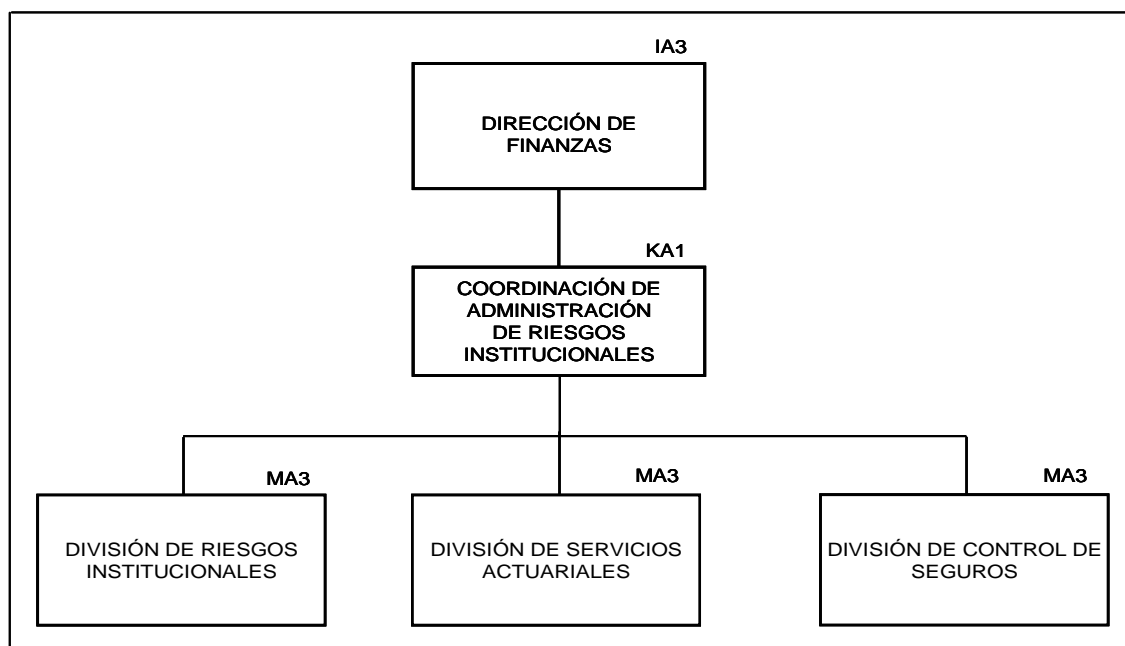 IA3
DIRECCIÓN DE
FINANZAS
KA1
COORDINACIÓN DE
ADMINISTRACIÓN
DE RIESGOS
INSTITUCIONALES
MA3
DIVISIÓN DE RIESGOS
INSTITUCIONALES
MA3
DIVISIÓN DE SERVICIOS
ACTUARIALES
MA3
DIVISIÓN DE CONTROL DE
SEGUROS